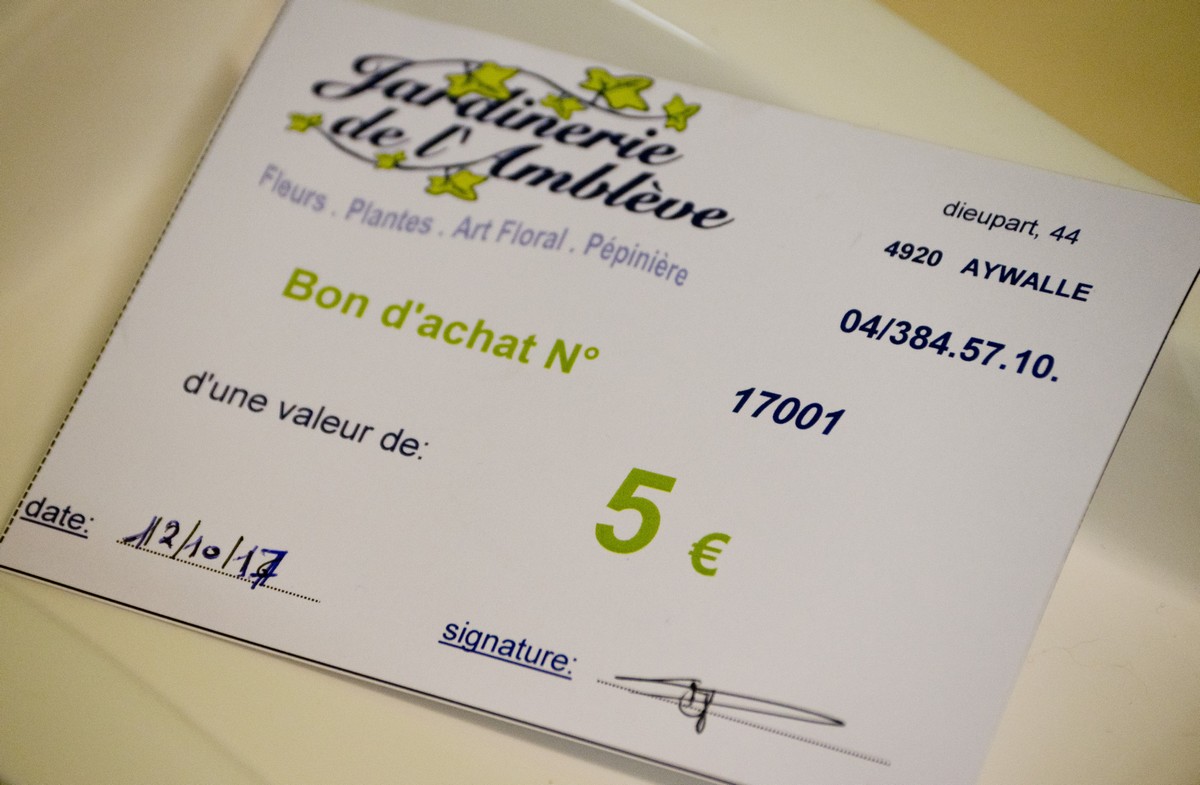 Jardinerie
de l'Amblève
Fleurs . Plantes . Art Floral . Pépinière
dieupart, 44
4920 AYWALLE
04/384.57.10.
Bon d'achat N°
17001
d'une valeur de:
5 €
date: 12/10/17
signature: